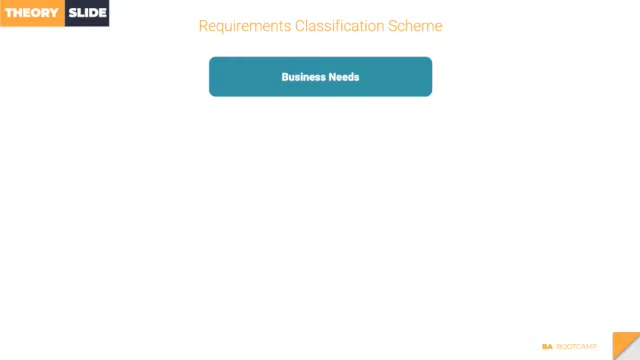 THEORY SLIDE
Requirements Classification Scheme
Business Needs
BA BOOTCAMP